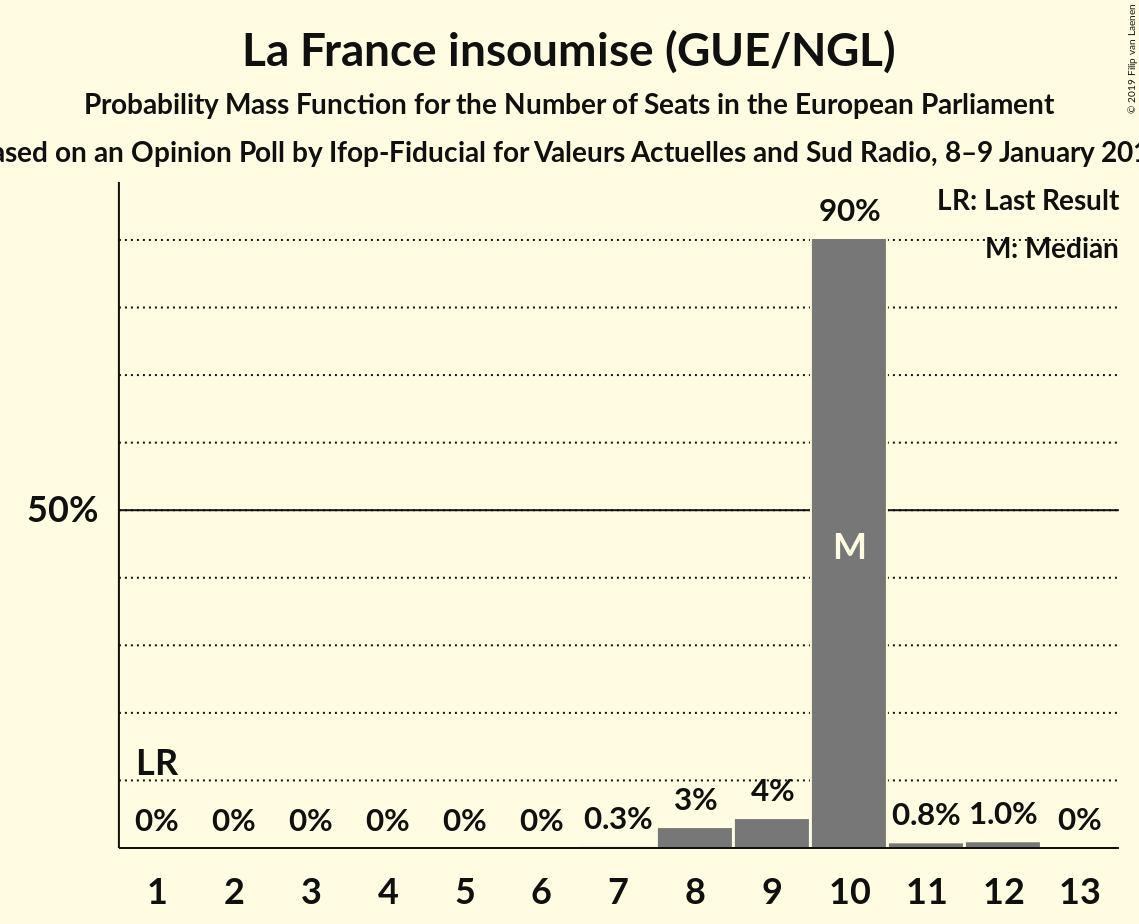 La France insoumise (GUE/NGL)
Probability Mass Function for the Number of Seats in the European Parliament
ased on an Opinion Poll by Ifop-Fiducial for Valeurs Actuelles and Sud Radio, 8–9 January 201
© 2019 Filip van Laenen
LR: Last Result
M: Median
90%
50%
M
LR
0% 0% 0% 0% 0% 0% 0.3% 3% 4% 0.8% 1.0% 0%
1 2 3 4 5 6 7 8 9 10 11 12 13